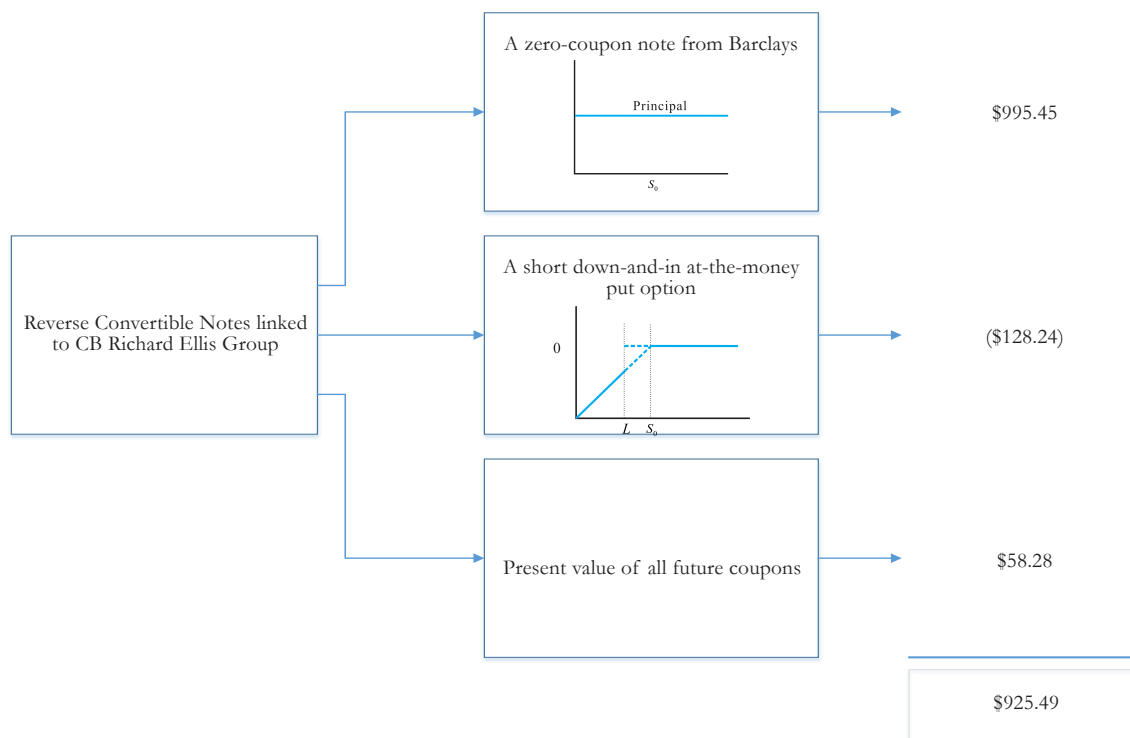 A zero-coupon note from Barclays
Principal
S₀
$995.45
Reverse Convertible Notes linked
to CB Richard Ellis Group
A short down-and-in at-the-money
put option
0
L S₀
($128.24)
Present value of all future coupons
$58.28
$925.49